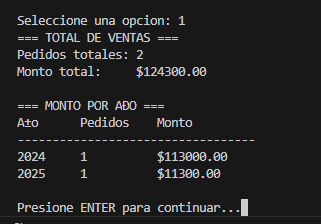 Seleccione una opcion: 1
=== TOTAL DE VENTAS ===
Pedidos totales: 2
Monto total:     $124300.00
=== MONTO POR AÐO ===
A±o     Pedidos     Monto
----------------------------------
2024     1          $113000.00
2025     1          $11300.00
Presione ENTER para continuar...